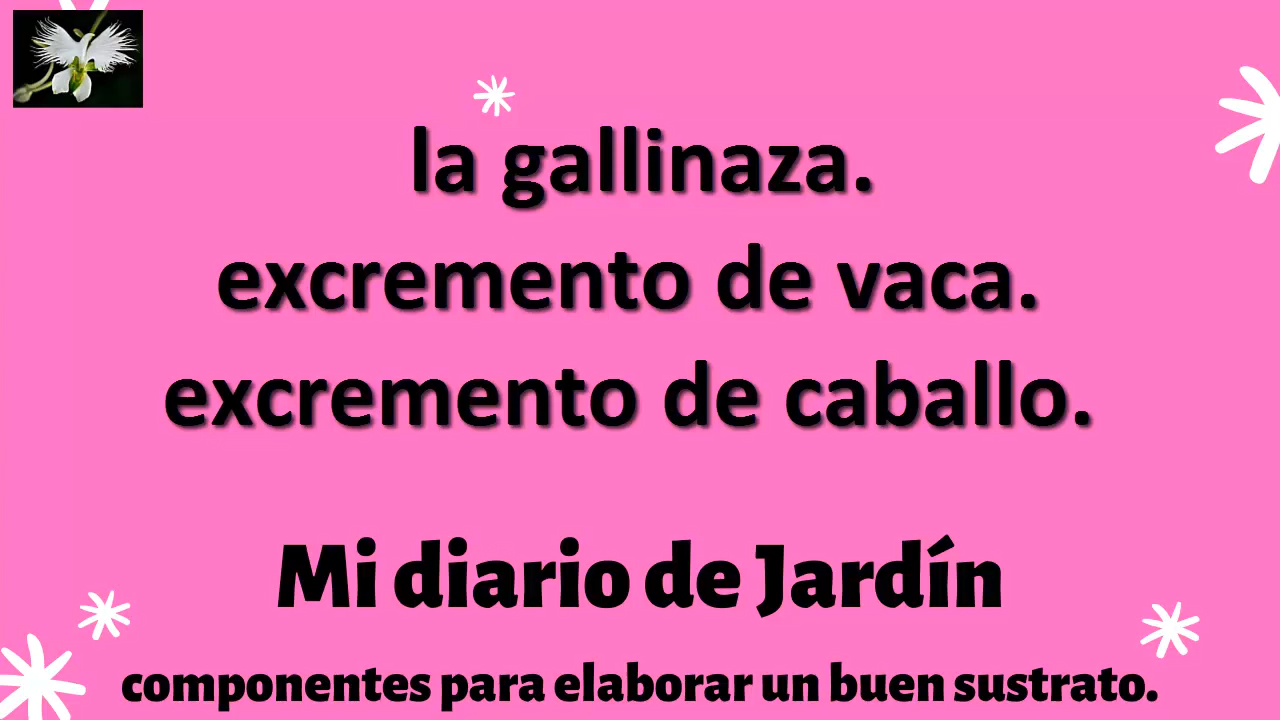 la gallinaza.
excremento de vaca.
excremento de caballo.
Mi diario de Jardín
componentes para elaborar un buen sustrato.